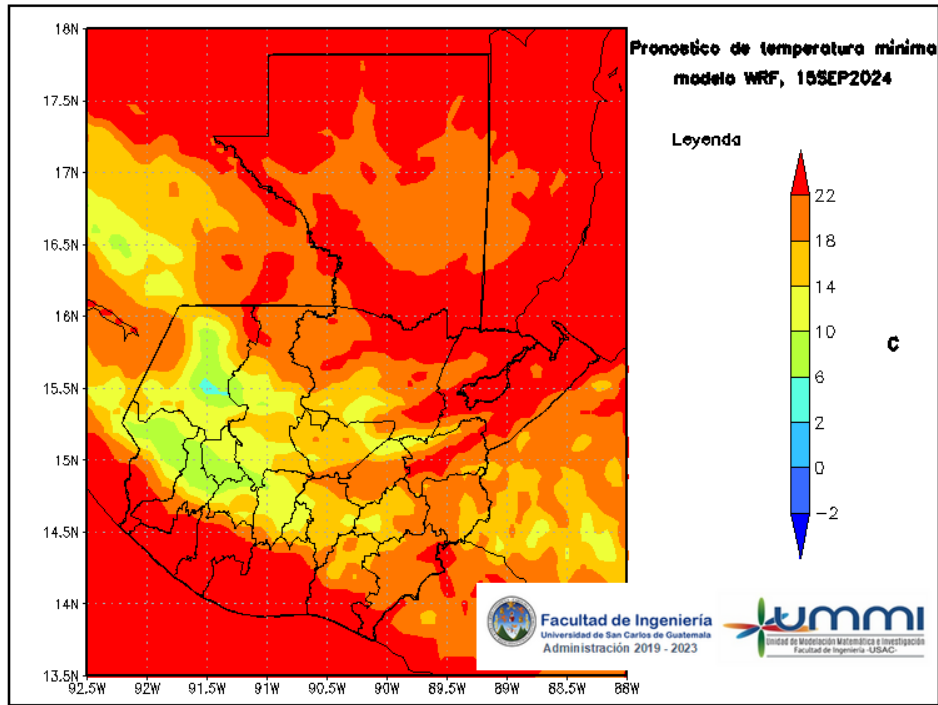 Pronostico de temperatura minima
modelo WRF, 15SEP2024
Leyenda
22
18
14
10
6
2
0
−2
C
18N
17.5N
17N
16.5N
16N
15.5N
15N
14.5N
14N
13.5N
92.5W
92W
91.5W
91W
90.5W
90W
89.5W
89W
88.5W
88W
Facultad de Ingeniería
Universidad de San Carlos de Guatemala
Administración 2019 - 2023
UMMI
Unidad de Modelación Matemática e Investigación
Facultad de Ingeniería -USAC-